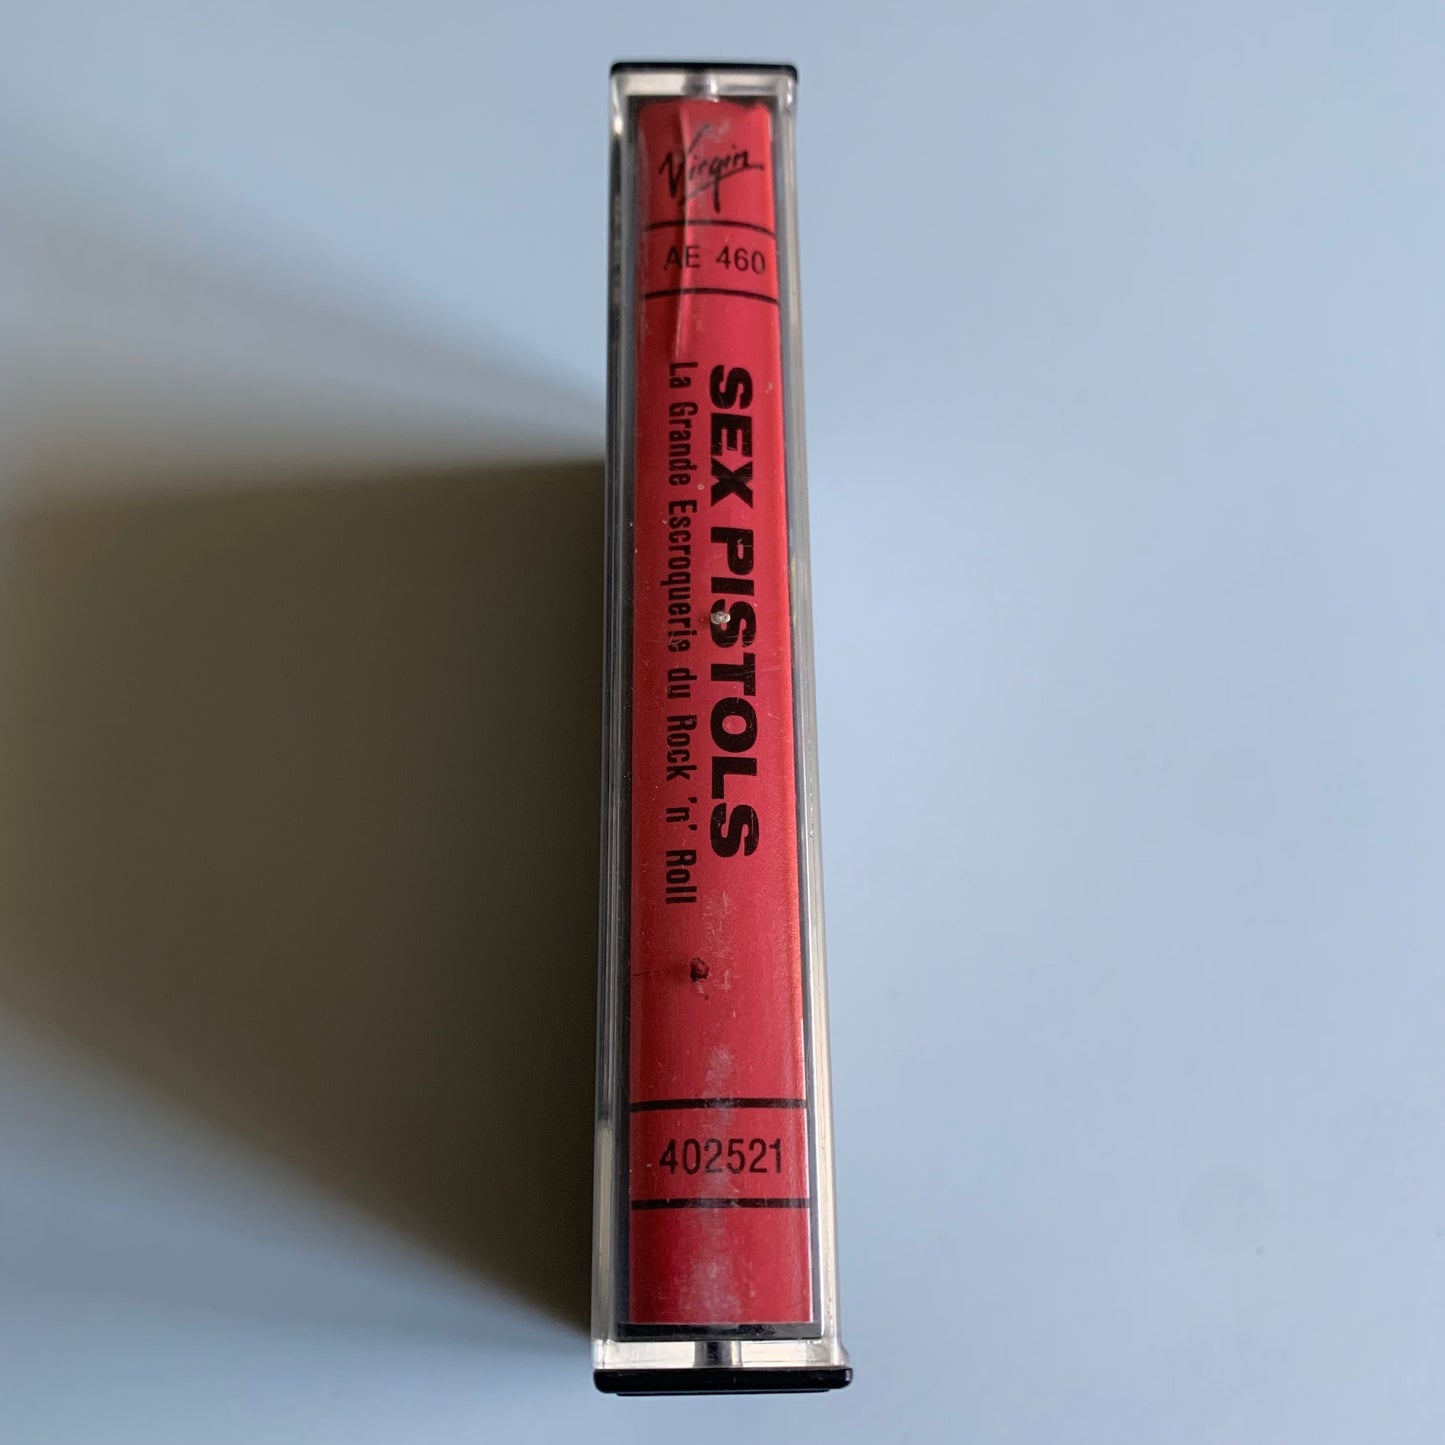 Virgin
AE 460
SEX PISTOLS
La Grande Escroquerie du Rock 'n' Roll
402521